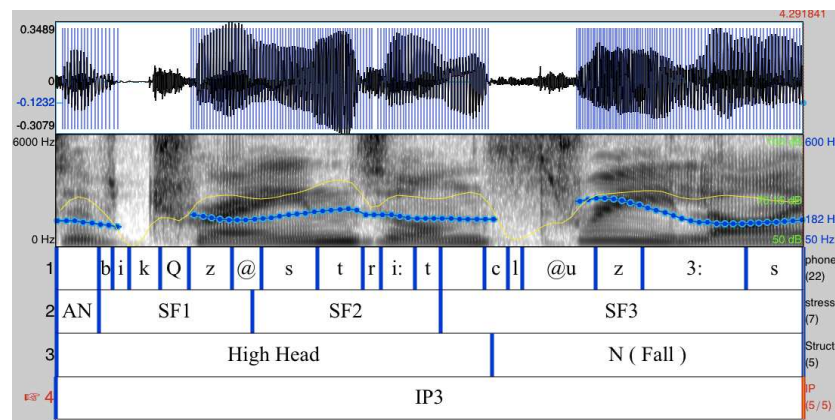 4.291841
0.3489
0
-0.1232
-0.3079
6000 Hz
600 Hz
182 Hz
0 Hz
50 dB
50 Hz
1 b i k Q z @ s t r i: t c l @u z 3: s phone (22)
2 AN SF1 SF2 SF3 stress (7)
3 High Head N ( Fall ) Struct (5)
4 IP3 IP (5/5)